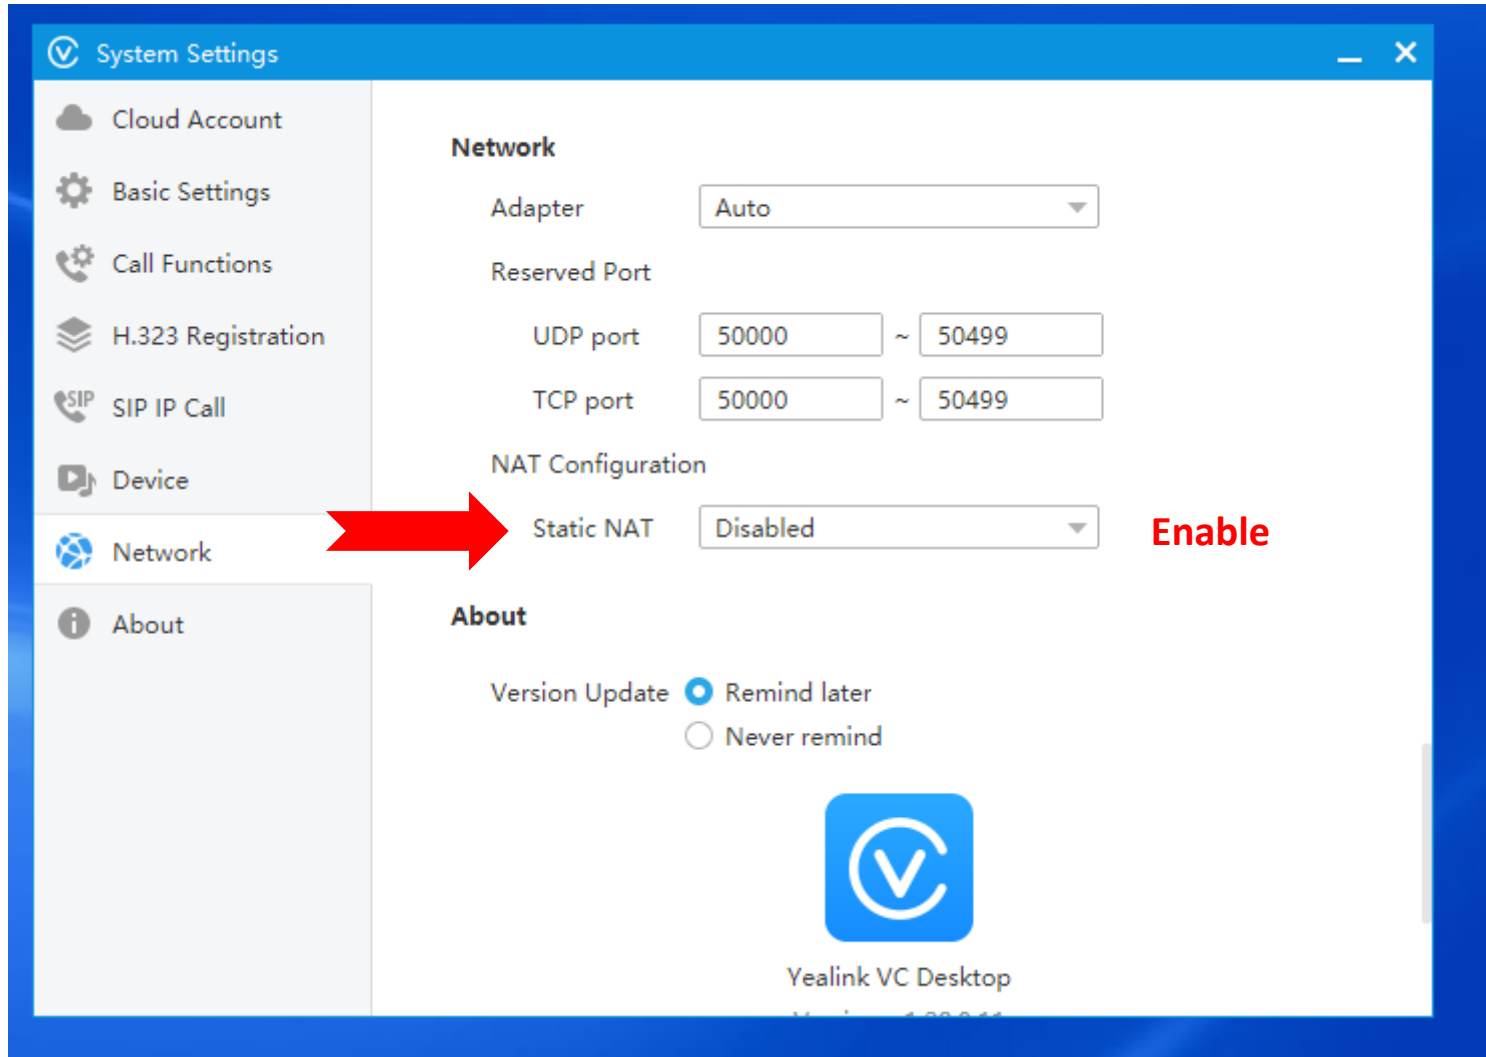 System Settings
Cloud Account
Basic Settings
Call Functions
H.323 Registration
SIP
SIP IP Call
Device
Network
About
Network
Adapter Auto
Reserved Port
UDP port 50000 ~ 50499
TCP port 50000 ~ 50499
NAT Configuration
Static NAT Disabled Enable
About
Version Update Remind later
Never remind
Yealink VC Desktop